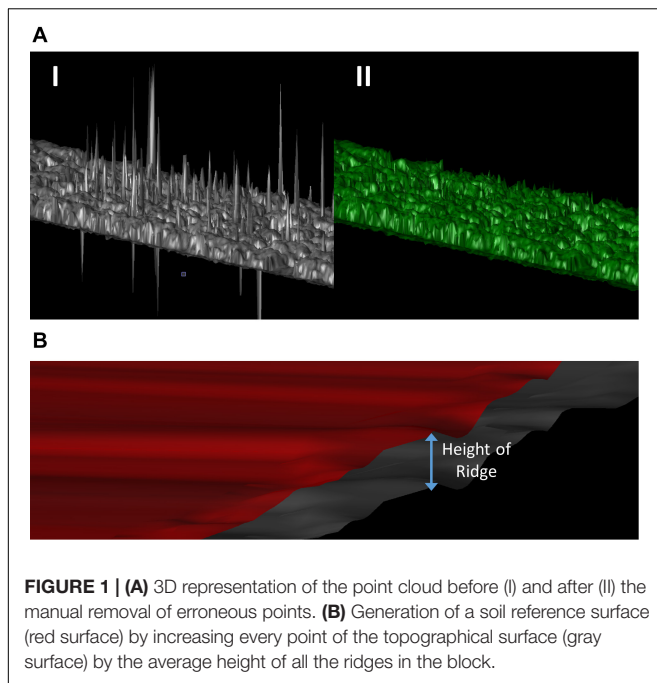 A
I
II
B
Height of
Ridge
FIGURE 1 | (A) 3D representation of the point cloud before (I) and after (II) the
manual removal of erroneous points. (B) Generation of a soil reference surface
(red surface) by increasing every point of the topographical surface (gray
surface) by the average height of all the ridges in the block.